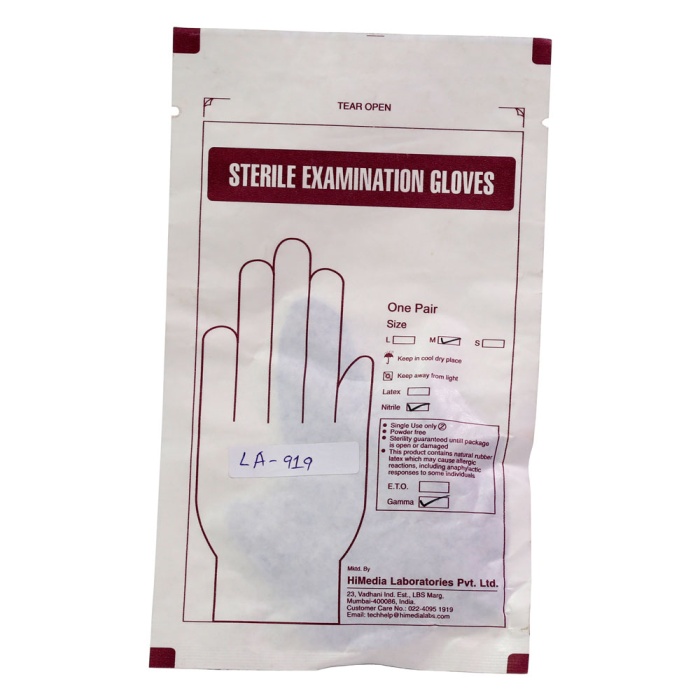 TEAR OPEN
STERILE EXAMINATION GLOVES
One Pair
Size
L M S
Keep in cool dry place
Keep away from light
Latex
Nitrile
• Single Use only
• Powder free
• Sterility guaranteed until package
is open or damaged
• This product contains natural rubber
latex which may cause allergic
reactions, including anaphylactic
responses to some individuals
E.T.O.
Gamma
LA-919
Mktd. By
HiMedia Laboratories Pvt. Ltd.
23, Vadhani Ind. Est., LBS Marg,
Mumbai-400086, India.
Customer Care No.: 022-4095 1919
Email: techhelp@himedialabs.com